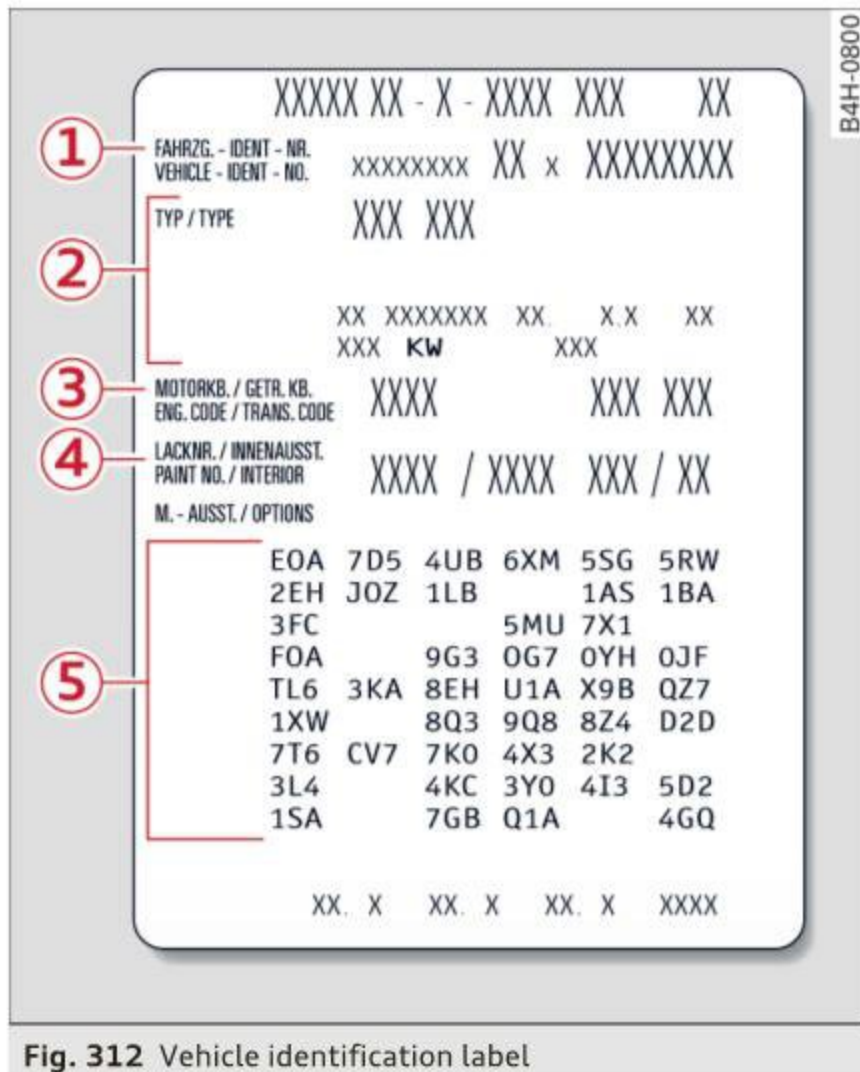 B4H-0800
XXXXX XX - X - XXXX XXX XX
1 FAHRZG. - IDENT - NR.
VEHICLE - IDENT - NO. XXXXXXXX XX X XXXXXXXX
2 TYP / TYPE XXX XXX
XX XXXXXXX XX. X.X XX
XXX KW XXX
3 MOTORKB. / GETR. KB.
ENG. CODE / TRANS. CODE XXXX XXX XXX
4 LACKNR. / INNENAUSST.
PAINT NO. / INTERIOR XXXX / XXXX XXX / XX
M. - AUSST. / OPTIONS
5
EOA 7D5 4UB 6XM 5SG 5RW
2EH JOZ 1LB 1AS 1BA
3FC 5MU 7X1
FOA 9G3 OG7 0YH 0JF
TL6 3KA 8EH U1A X9B QZ7
1XW 8Q3 9Q8 8Z4 D2D
7T6 CV7 7K0 4X3 2K2
3L4 4KC 3Y0 4I3 5D2
1SA 7GB Q1A 4GQ
XX. X XX. X XX. X XXXX
Fig. 312 Vehicle identification label